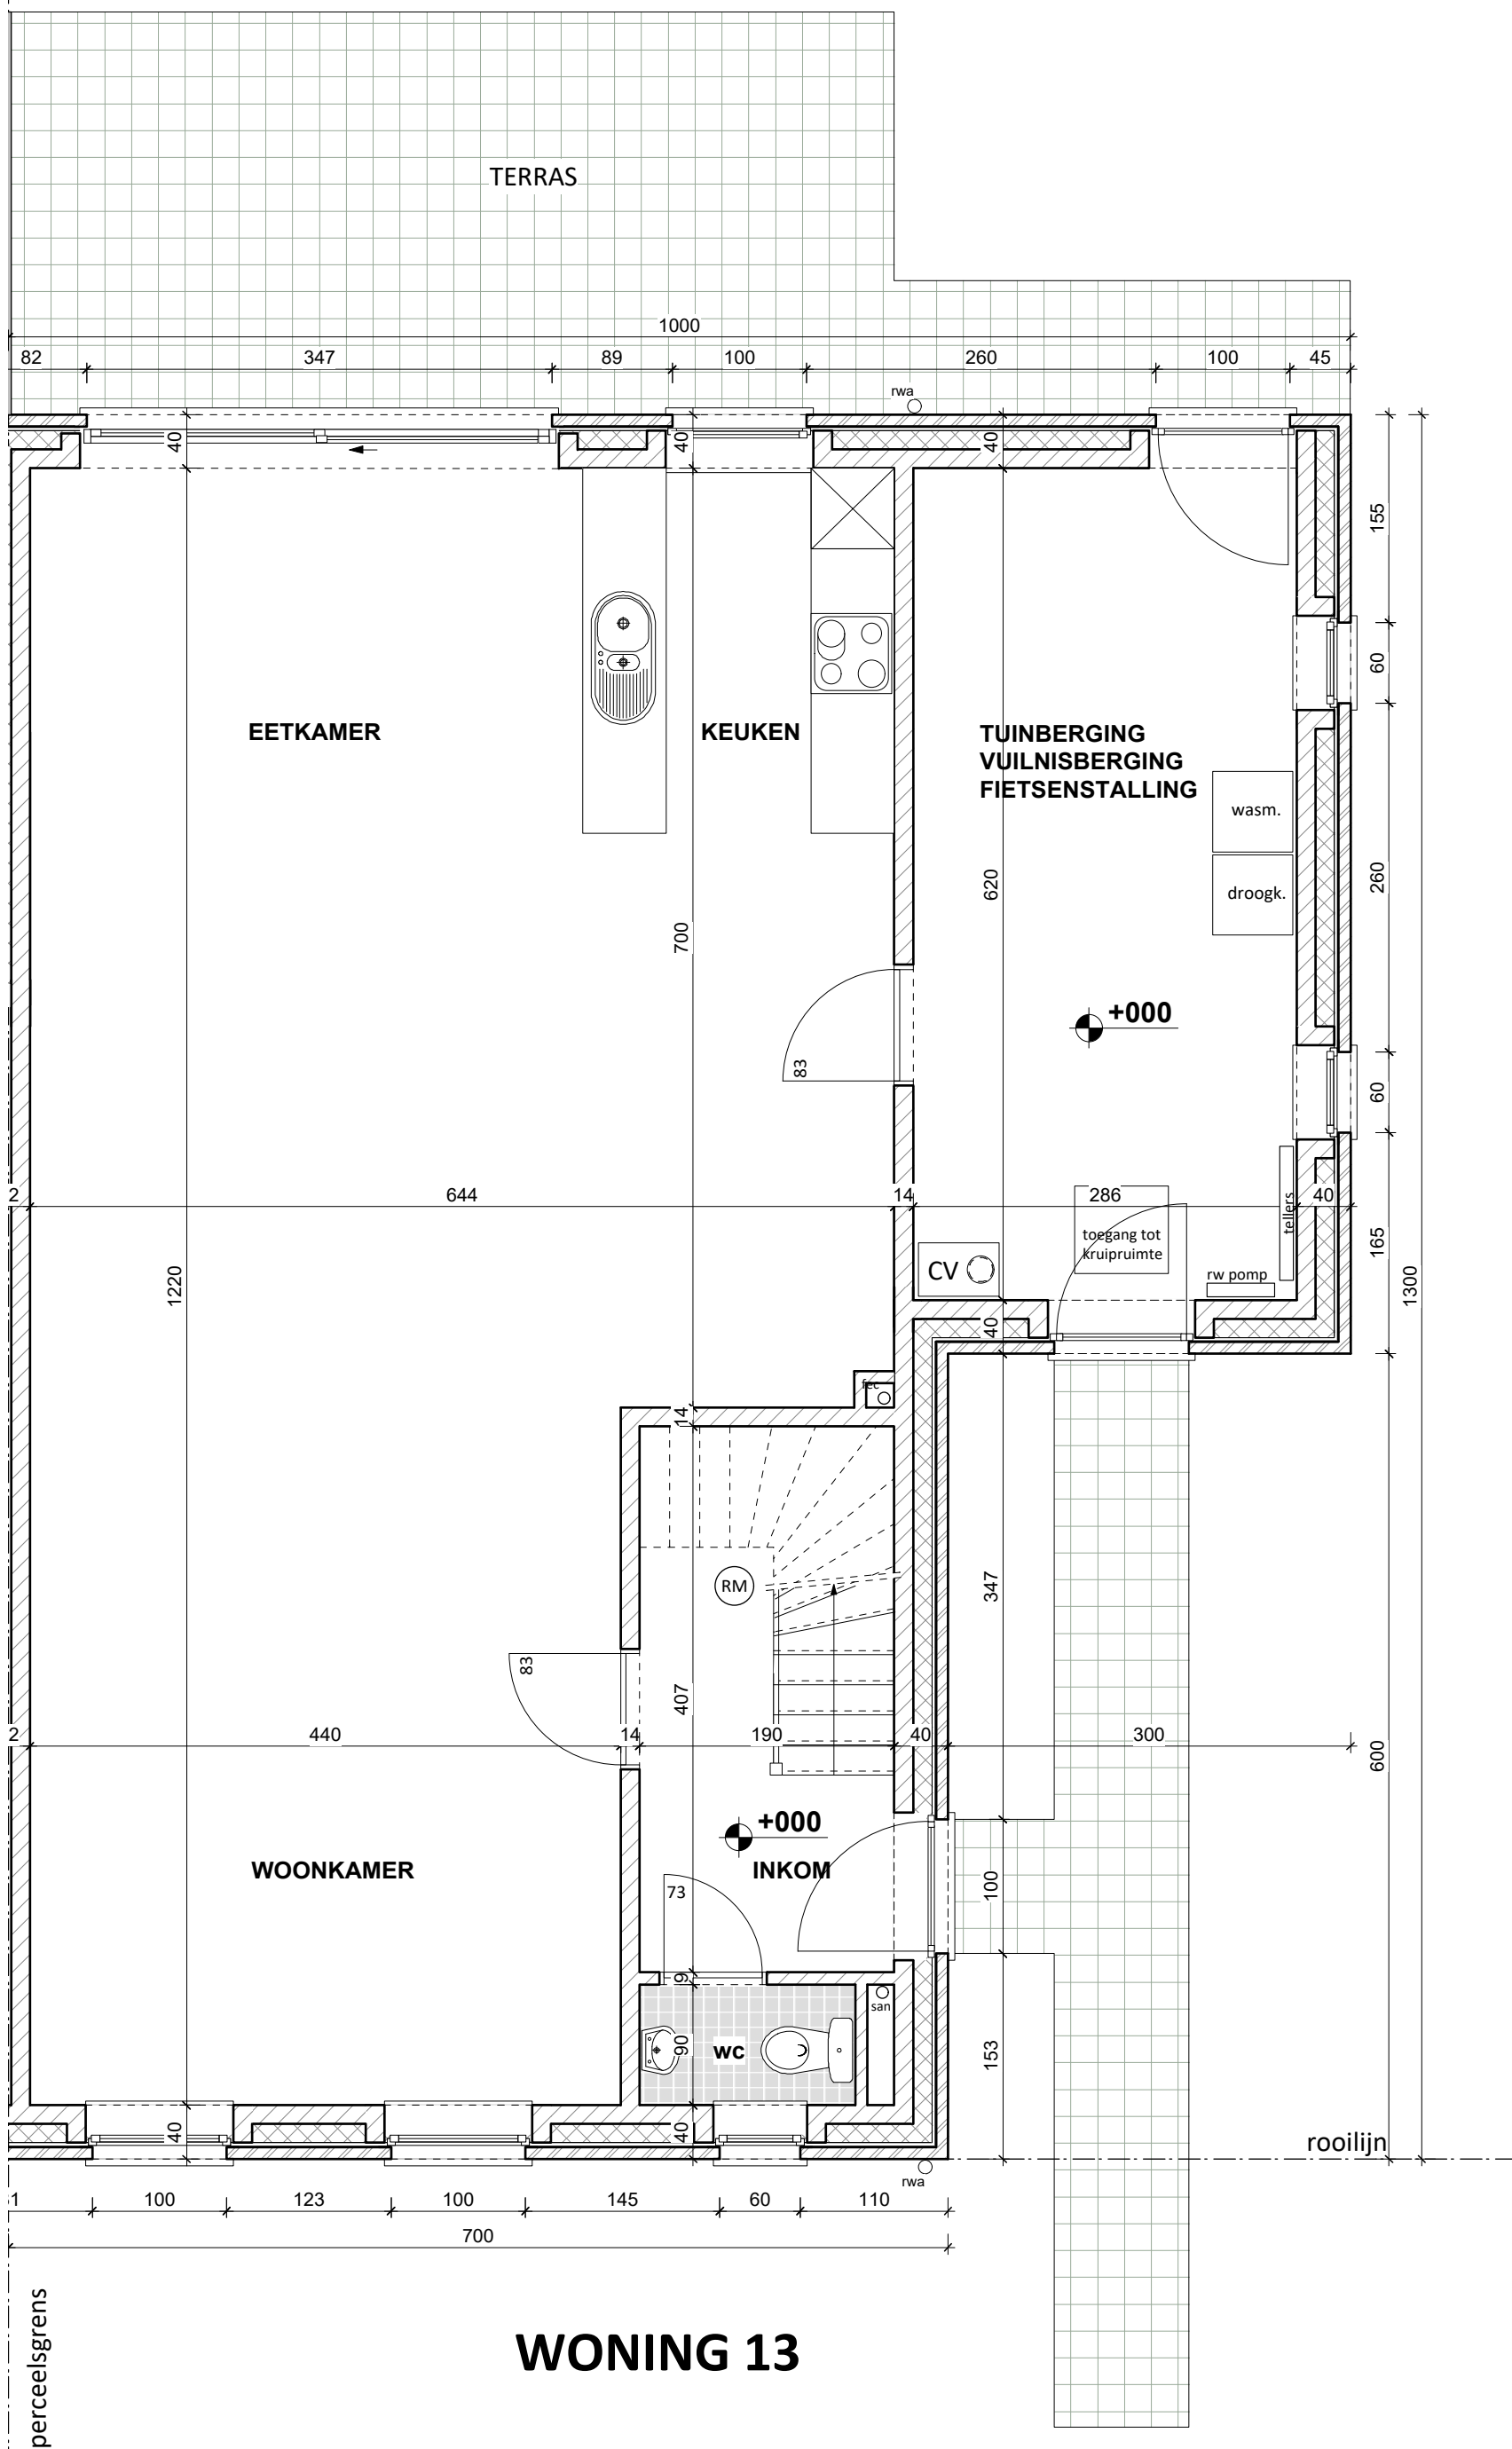 TERRAS
1000
82 347 89 100 260 100 45
rwa
40 40 40
155
60
EETKAMER KEUKEN
TUINBERGING
VUILNISBERGING
FIETSENSTALLING
wasm.
droogk.
620
260
700
+000
83
60
2 644 14 286 40
tellers
toegang tot
kruipruimte
165
CV
rw pomp
1220
1300
40
fec
14
RM
347
83
407
2 440 14 190 40 300
600
+000
WOONKAMER INKOM
73
100
9
san
90
wc
153
40 40
rooilijn
rwa
1 100 123 100 145 60 110
700
perceelsgrens
WONING 13